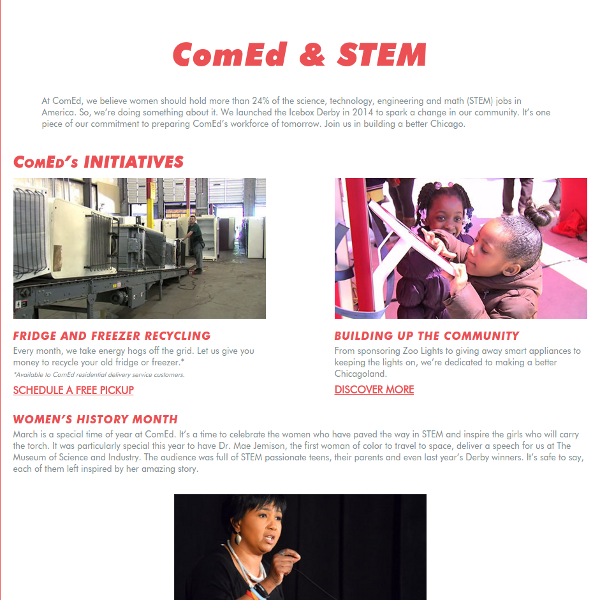 ComEd & STEM
At ComEd, we believe women should hold more than 24% of the science, technology, engineering and math (STEM) jobs in
America. So, we're doing something about it. We launched the Icebox Derby in 2014 to spark a change in our community. It's one
piece of our commitment to preparing ComEd's workforce of tomorrow. Join us in building a better Chicago.
ComEd's INITIATIVES
FRIDGE AND FREEZER RECYCLING
Every month, we take energy hogs off the grid. Let us give you
money to recycle your old fridge or freezer.*
*Available to ComEd residential delivery service customers.
SCHEDULE A FREE PICKUP
BUILDING UP THE COMMUNITY
From sponsoring Zoo Lights to giving away smart appliances to
keeping the lights on, we're dedicated to making a better
Chicagoland.
DISCOVER MORE
WOMEN'S HISTORY MONTH
March is a special time of year at ComEd. It's a time to celebrate the women who have paved the way in STEM and inspire the girls who will carry
the torch. It was particularly special this year to have Dr. Mae Jemison, the first woman of color to travel to space, deliver a speech for us at The
Museum of Science and Industry. The audience was full of STEM passionate teens, their parents and even last year's Derby winners. It's safe to say,
each of them left inspired by her amazing story.